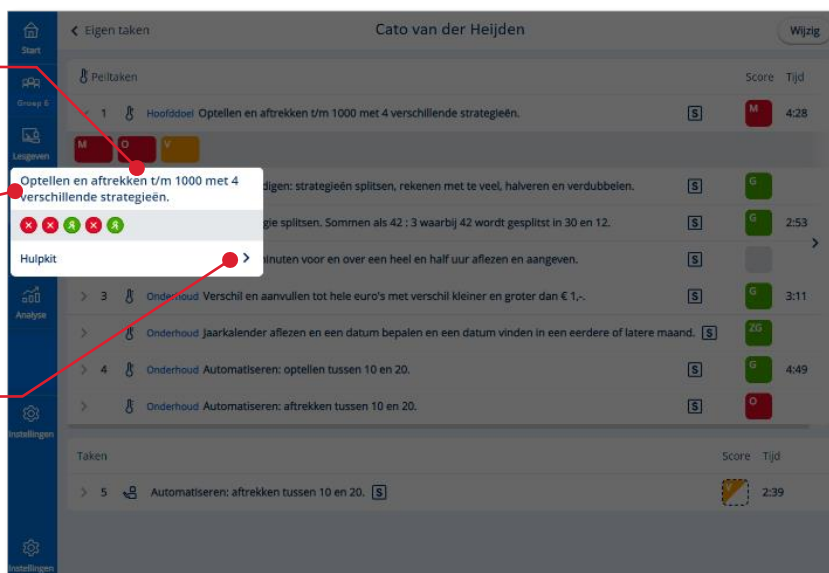 Start
Groep 6
Lesgeven
Analyse
Instellingen
Instellingen
Eigen taken
Cato van der Heijden
Wijzig
Peiltaken
Score Tijd
1 Hoofddoel Optellen en aftrekken t/m 1000 met 4 verschillende strategieën. S M 4:28
M O V
Optellen en aftrekken t/m 1000 met 4
verschillende strategieën.
Hulpkit
digen: strategieën splitsen, rekenen met te veel, halveren en verdubbelen. S G
gie splitsen. Sommen als 42 : 3 waarbij 42 wordt gesplitst in 30 en 12. S G 2:53
minuten voor en over een heel en half uur aflezen en aangeven. S
3 Onderhoud Verschil en aanvullen tot hele euro's met verschil kleiner en groter dan € 1,-. S G 3:11
Onderhoud Jaarkalender aflezen en een datum bepalen en een datum vinden in een eerdere of latere maand. S ZG
4 Onderhoud Automatiseren: optellen tussen 10 en 20. S G 4:49
Onderhoud Automatiseren: aftrekken tussen 10 en 20. S O
Taken
Score Tijd
5 Automatiseren: aftrekken tussen 10 en 20. S V 2:39